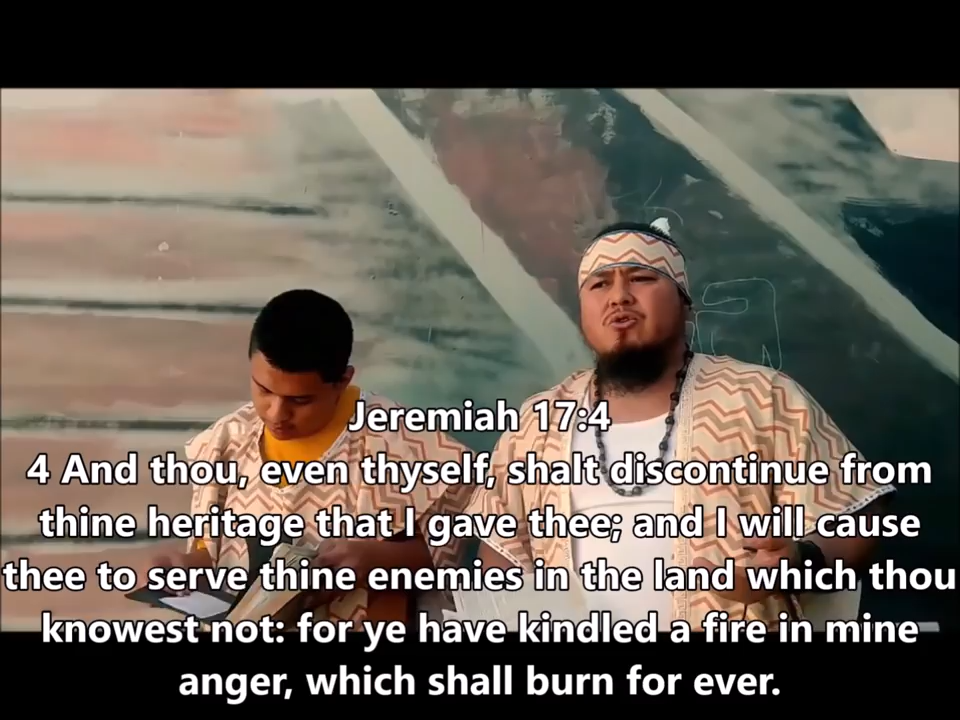 Jeremiah 17:4
4 And thou, even thyself, shalt discontinue from
thine heritage that I gave thee; and I will cause
thee to serve thine enemies in the land which thou
knowest not: for ye have kindled a fire in mine
anger, which shall burn for ever.